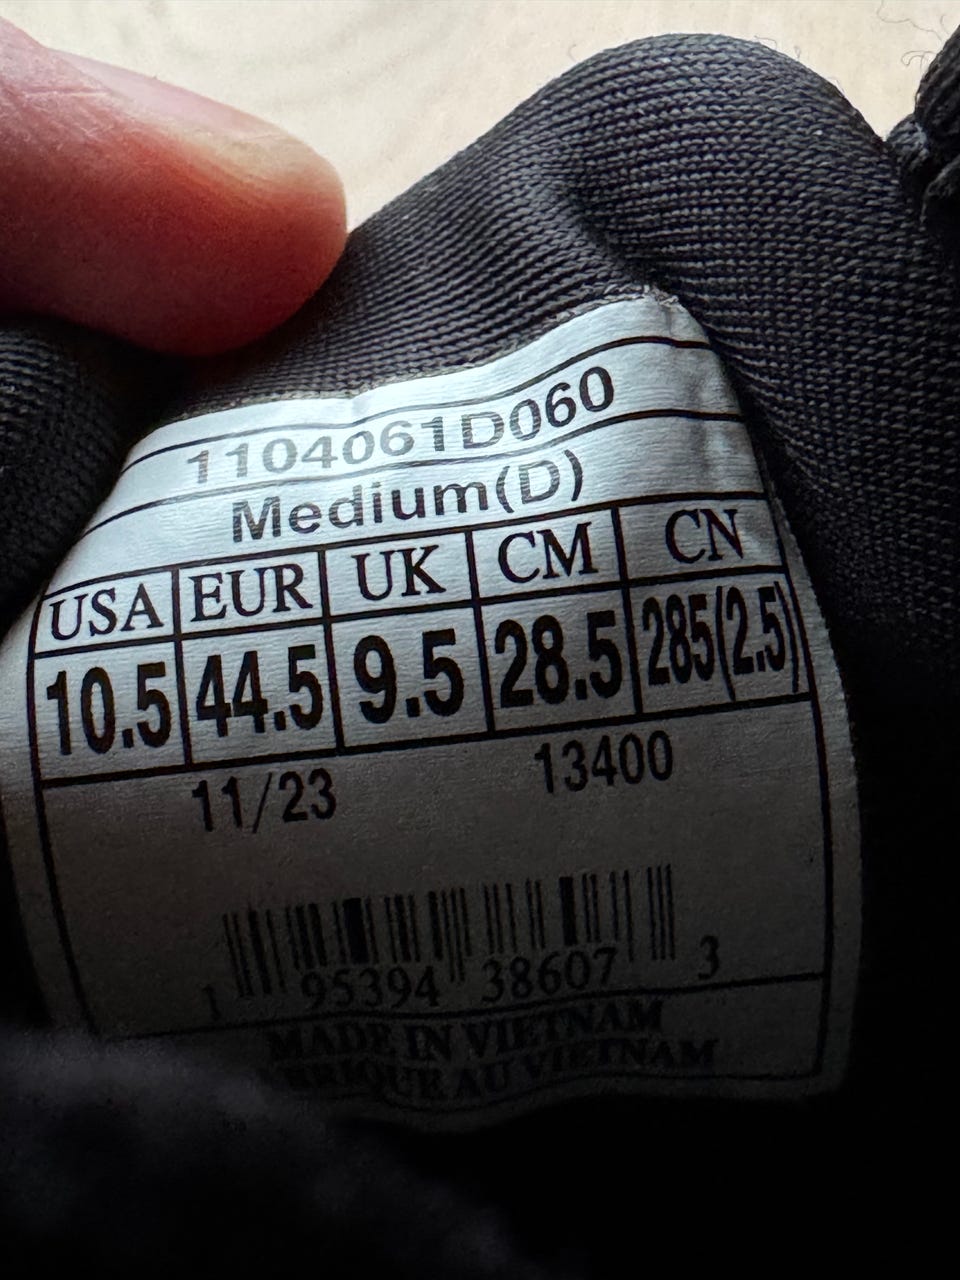 1104061D060
Medium(D)
USA EUR UK CM CN
10.5 44.5 9.5 28.5 285(2.5)
11/23 13400
1 95394 38607 3
MADE IN VIETNAM
AU VIETNAM